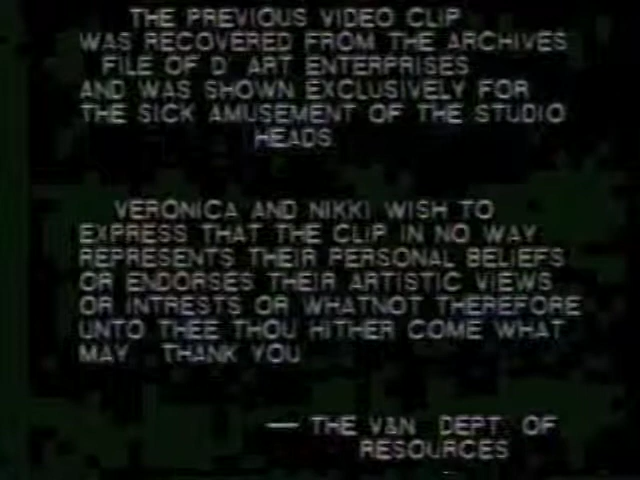 THE PREVIOUS VIDEO CLIP
WAS RECOVERED FROM THE ARCHIVES
FILE OF D' ART ENTERPRISES
AND WAS SHOWN EXCLUSIVELY FOR
THE SICK AMUSEMENT OF THE STUDIO
HEADS.
VERONICA AND NIKKI WISH TO
EXPRESS THAT THE CLIP IN NO WAY
REPRESENTS THEIR PERSONAL BELIEFS
OR ENDORSES THEIR ARTISTIC VIEWS
OR INTRESTS OR WHATNOT THEREFORE
UNTO THEE THOU HITHER COME WHAT
MAY THANK YOU
— THE V&N DEPT. OF
RESOURCES